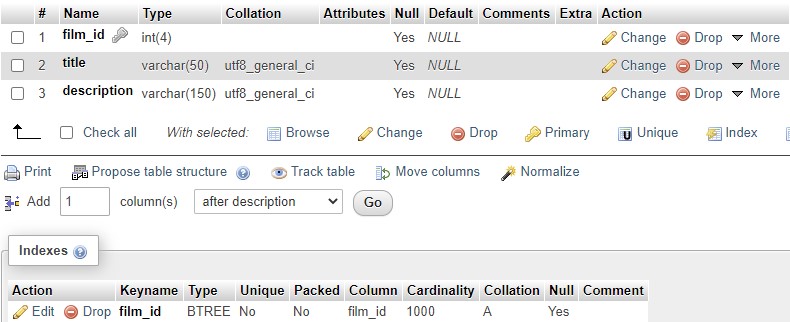 # Name Type Collation Attributes Null Default Comments Extra Action
1 film_id int(4) Yes NULL Change Drop More
2 title varchar(50) utf8_general_ci Yes NULL Change Drop More
3 description varchar(150) utf8_general_ci Yes NULL Change Drop More
Check all With selected: Browse Change Drop Primary Unique Index
Print Propose table structure Track table Move columns Normalize
Add 1 column(s) after description Go
Indexes
Action Keyname Type Unique Packed Column Cardinality Collation Null Comment
Edit Drop film_id BTREE No No film_id 1000 A Yes